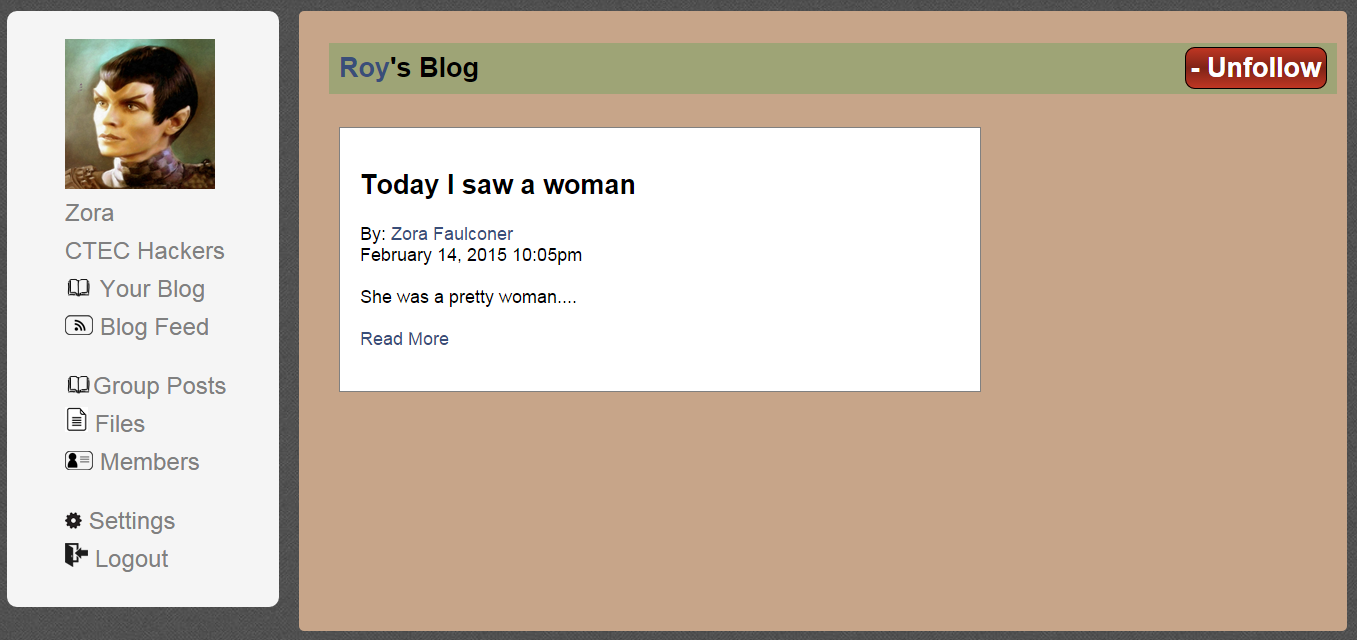 Zora
CTEC Hackers
Your Blog
Blog Feed
Group Posts
Files
Members
Settings
Logout
Roy's Blog
- Unfollow
Today I saw a woman
By: Zora Faulconer
February 14, 2015 10:05pm
She was a pretty woman....
Read More